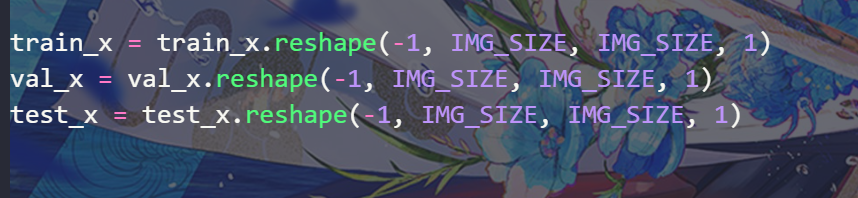 train_x = train_x.reshape(-1, IMG_SIZE, IMG_SIZE, 1)
val_x = val_x.reshape(-1, IMG_SIZE, IMG_SIZE, 1)
test_x = test_x.reshape(-1, IMG_SIZE, IMG_SIZE, 1)